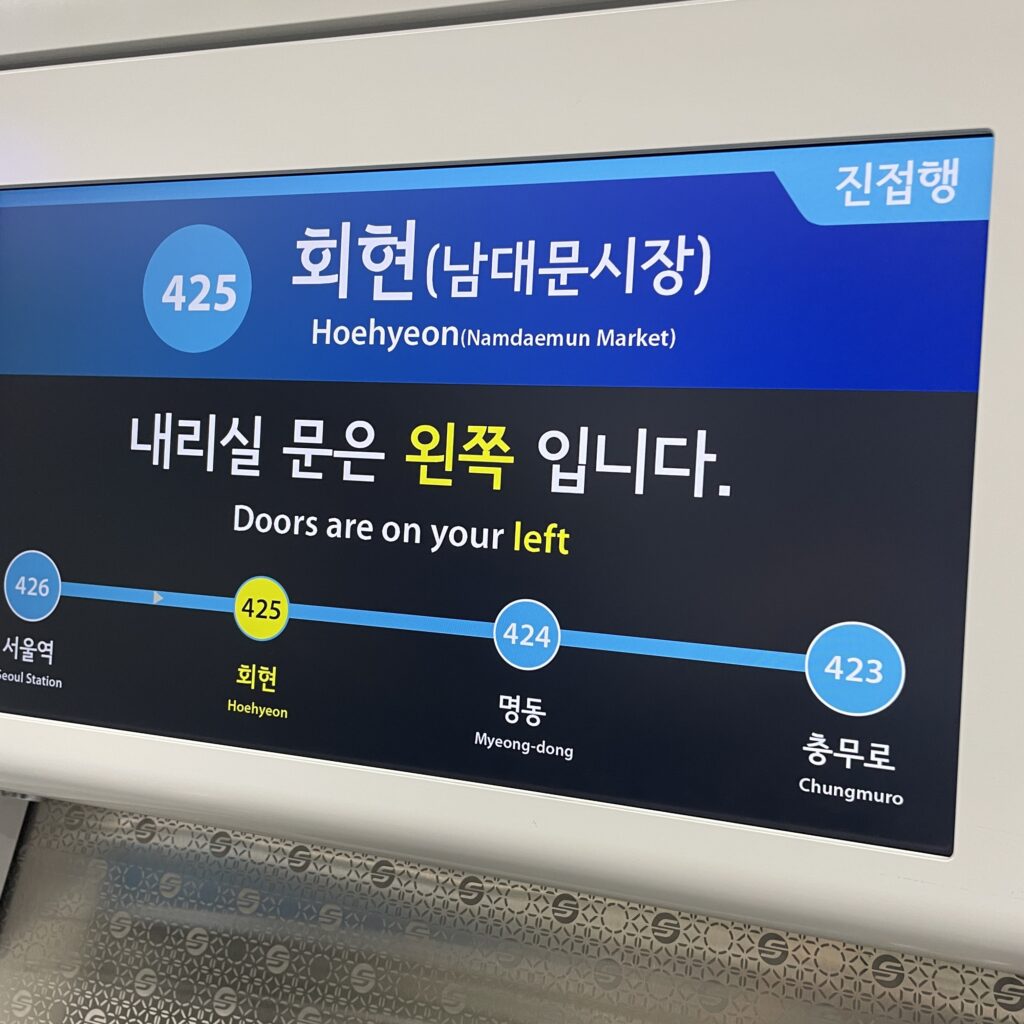 진접행
425
회현(남대문시장)
Hoehyeon(Namdaemun Market)
내리실 문은 왼쪽 입니다.
Doors are on your left
426 425 424 423
서울역 회현 명동 충무로
Seoul Station Hoehyeon Myeong-dong Chungmuro